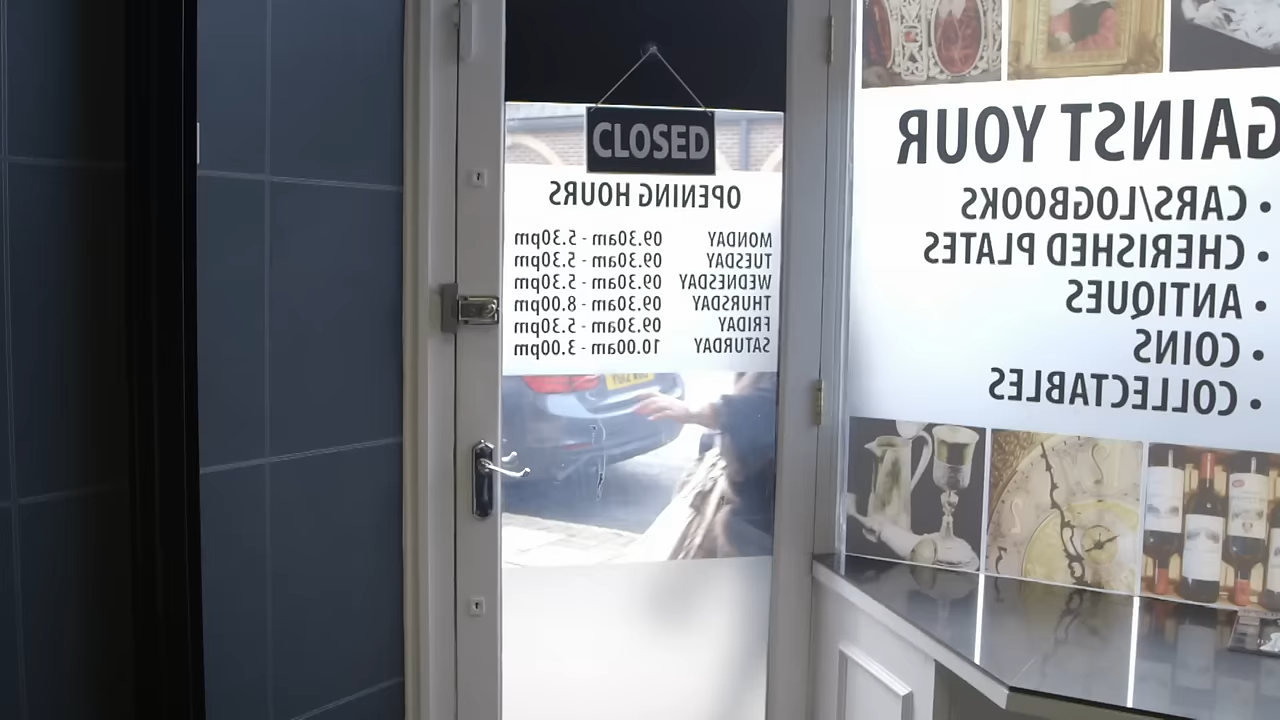 CLOSED
OPENING HOURS
MONDAY 09.30am - 5.30pm
TUESDAY 09.30am - 5.30pm
WEDNESDAY 09.30am - 5.30pm
THURSDAY 09.30am - 8.00pm
FRIDAY 09.30am - 5.30pm
SATURDAY 10.00am - 3.00pm
GAINST YOUR
• CARS/LOGBOOKS
• CHERISHED PLATES
• ANTIQUES
• COINS
• COLLECTABLES